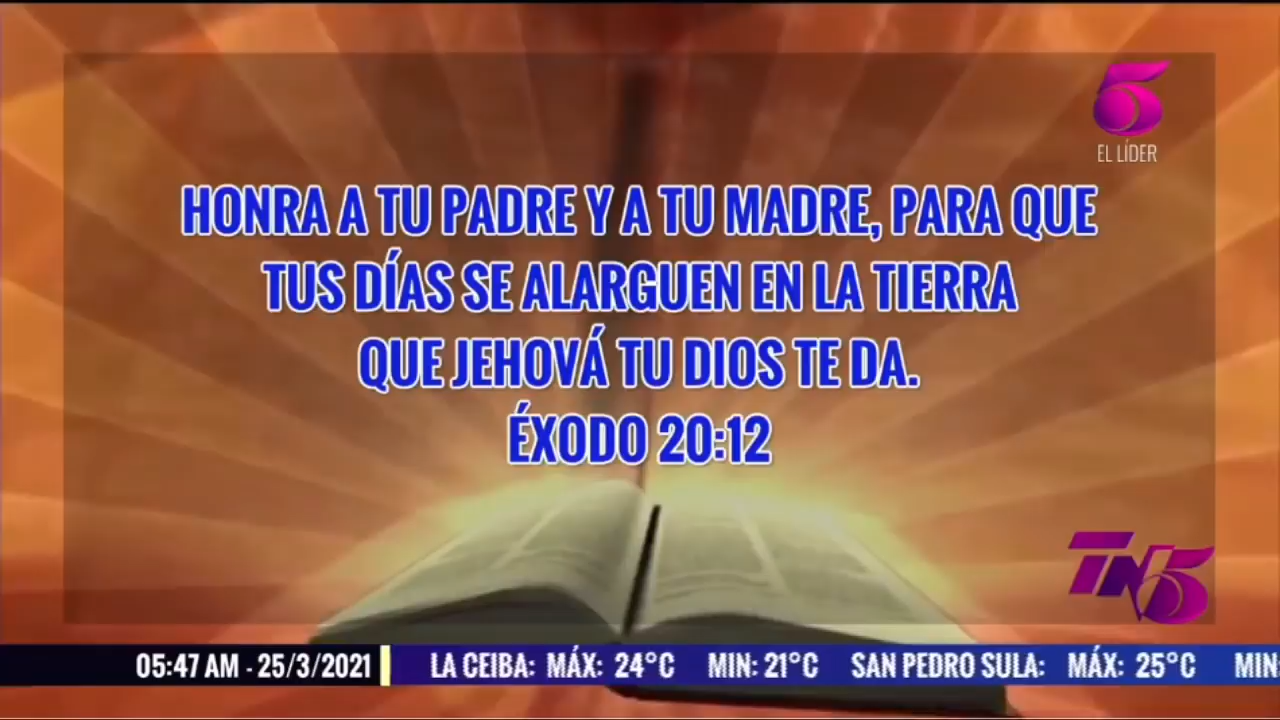 5
EL LÍDER
HONRA A TU PADRE Y A TU MADRE, PARA QUE
TUS DÍAS SE ALARGUEN EN LA TIERRA
QUE JEHOVÁ TU DIOS TE DA.
ÉXODO 20:12
TN5
05:47 AM - 25/3/2021 LA CEIBA: MÁX: 24°C MIN: 21°C SAN PEDRO SULA: MÁX: 25°C MIN: